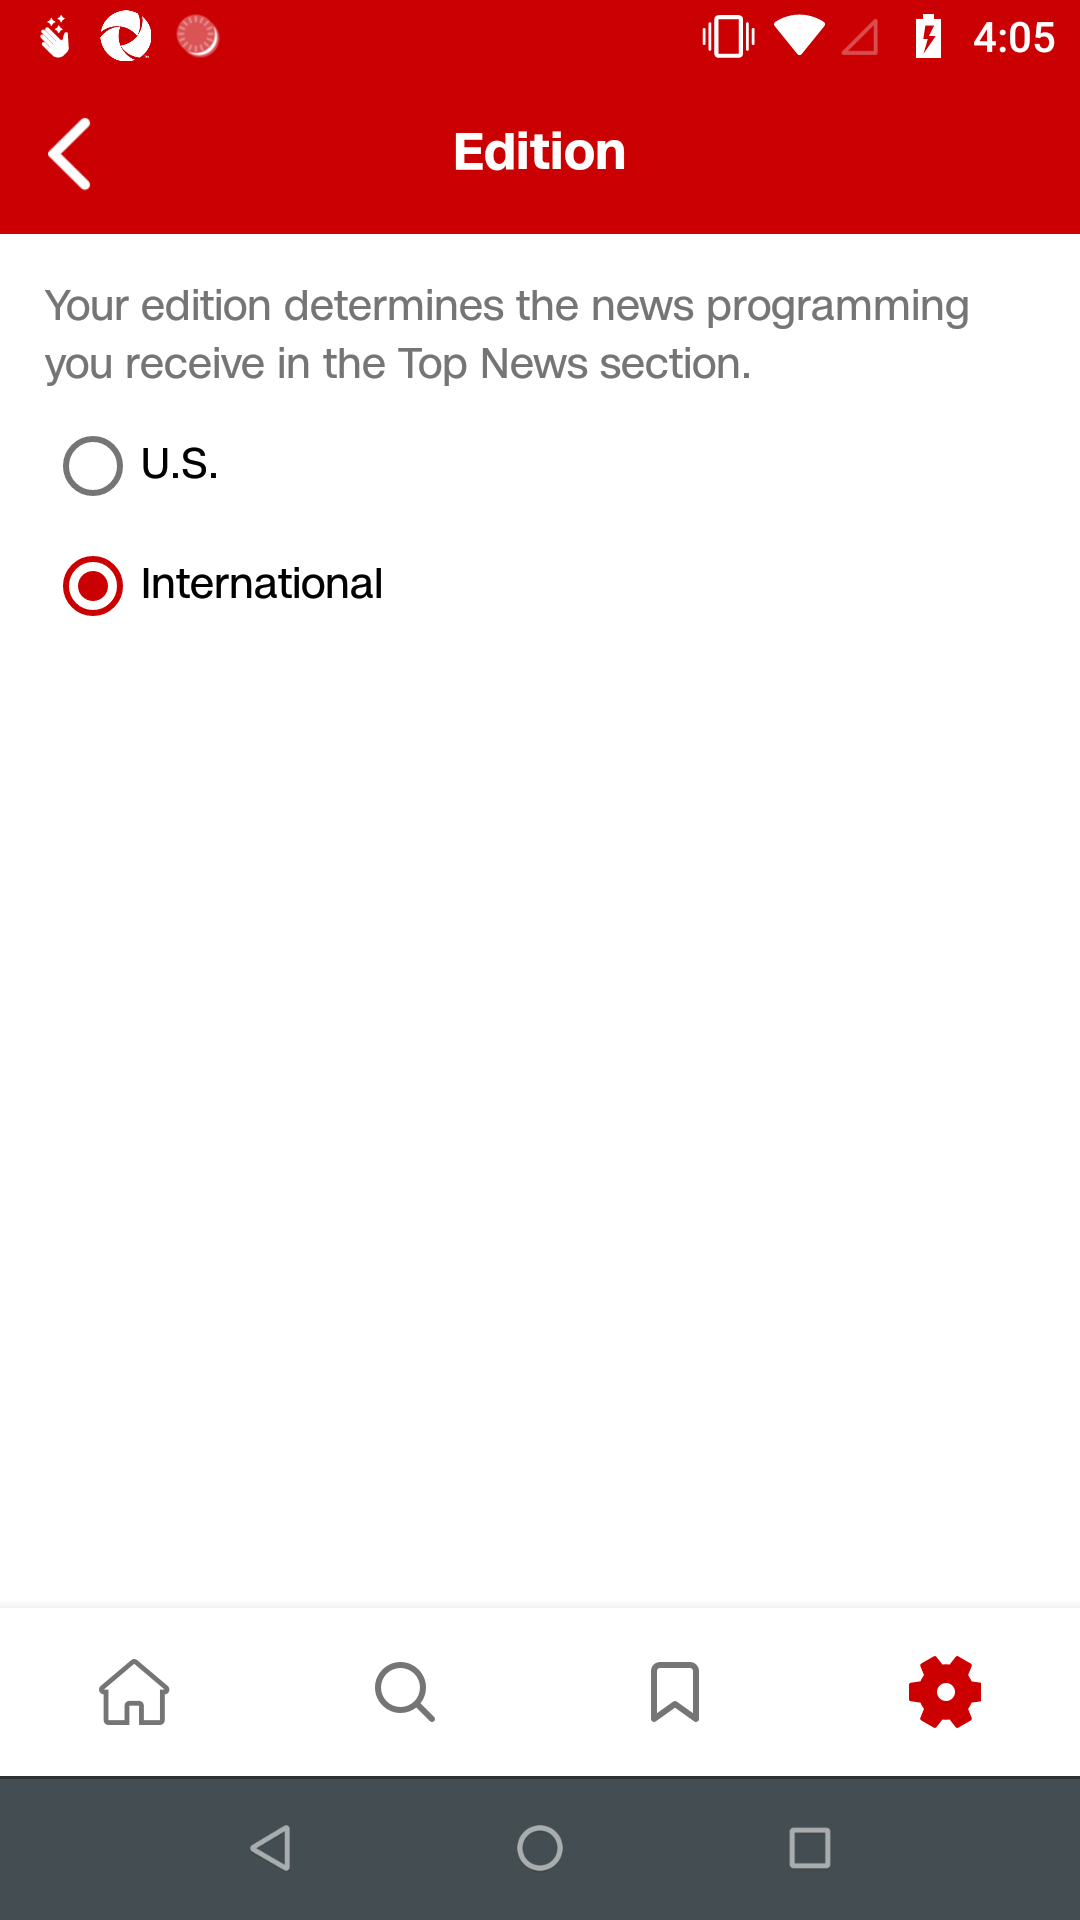 4:05
Edition
Your edition determines the news programming
you receive in the Top News section.
U.S.
International